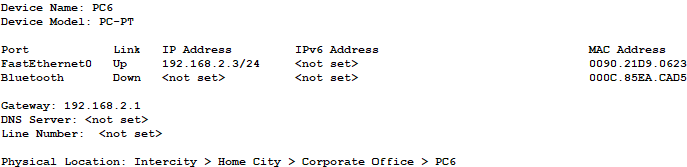 Device Name: PC6
Device Model: PC-PT
Port Link IP Address IPv6 Address MAC Address
FastEthernet0 Up 192.168.2.3/24 <not set> 0090.21D9.0623
Bluetooth Down <not set> <not set> 000C.85EA.CAD5
Gateway: 192.168.2.1
DNS Server: <not set>
Line Number: <not set>
Physical Location: Intercity > Home City > Corporate Office > PC6